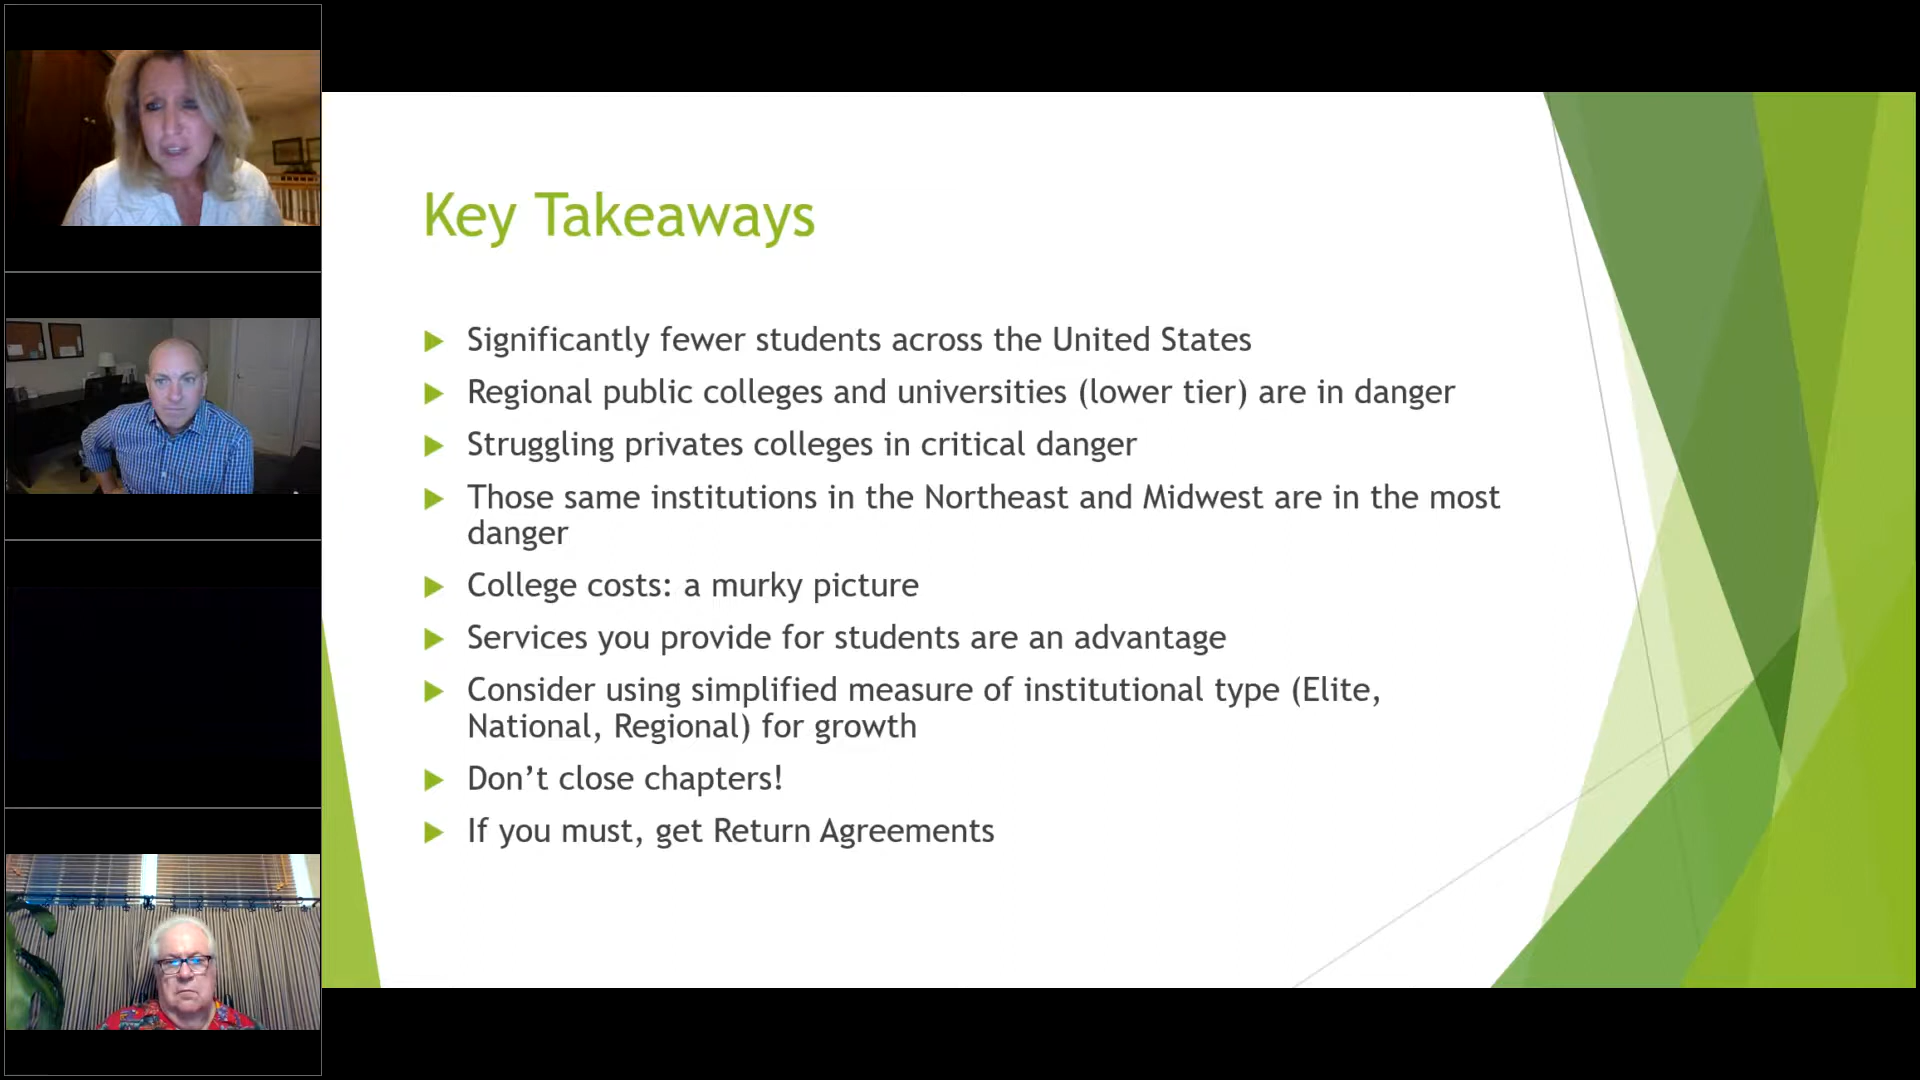 Key Takeaways
Significantly fewer students across the United States
Regional public colleges and universities (lower tier) are in danger
Struggling privates colleges in critical danger
Those same institutions in the Northeast and Midwest are in the most
danger
College costs: a murky picture
Services you provide for students are an advantage
Consider using simplified measure of institutional type (Elite,
National, Regional) for growth
Don’t close chapters!
If you must, get Return Agreements